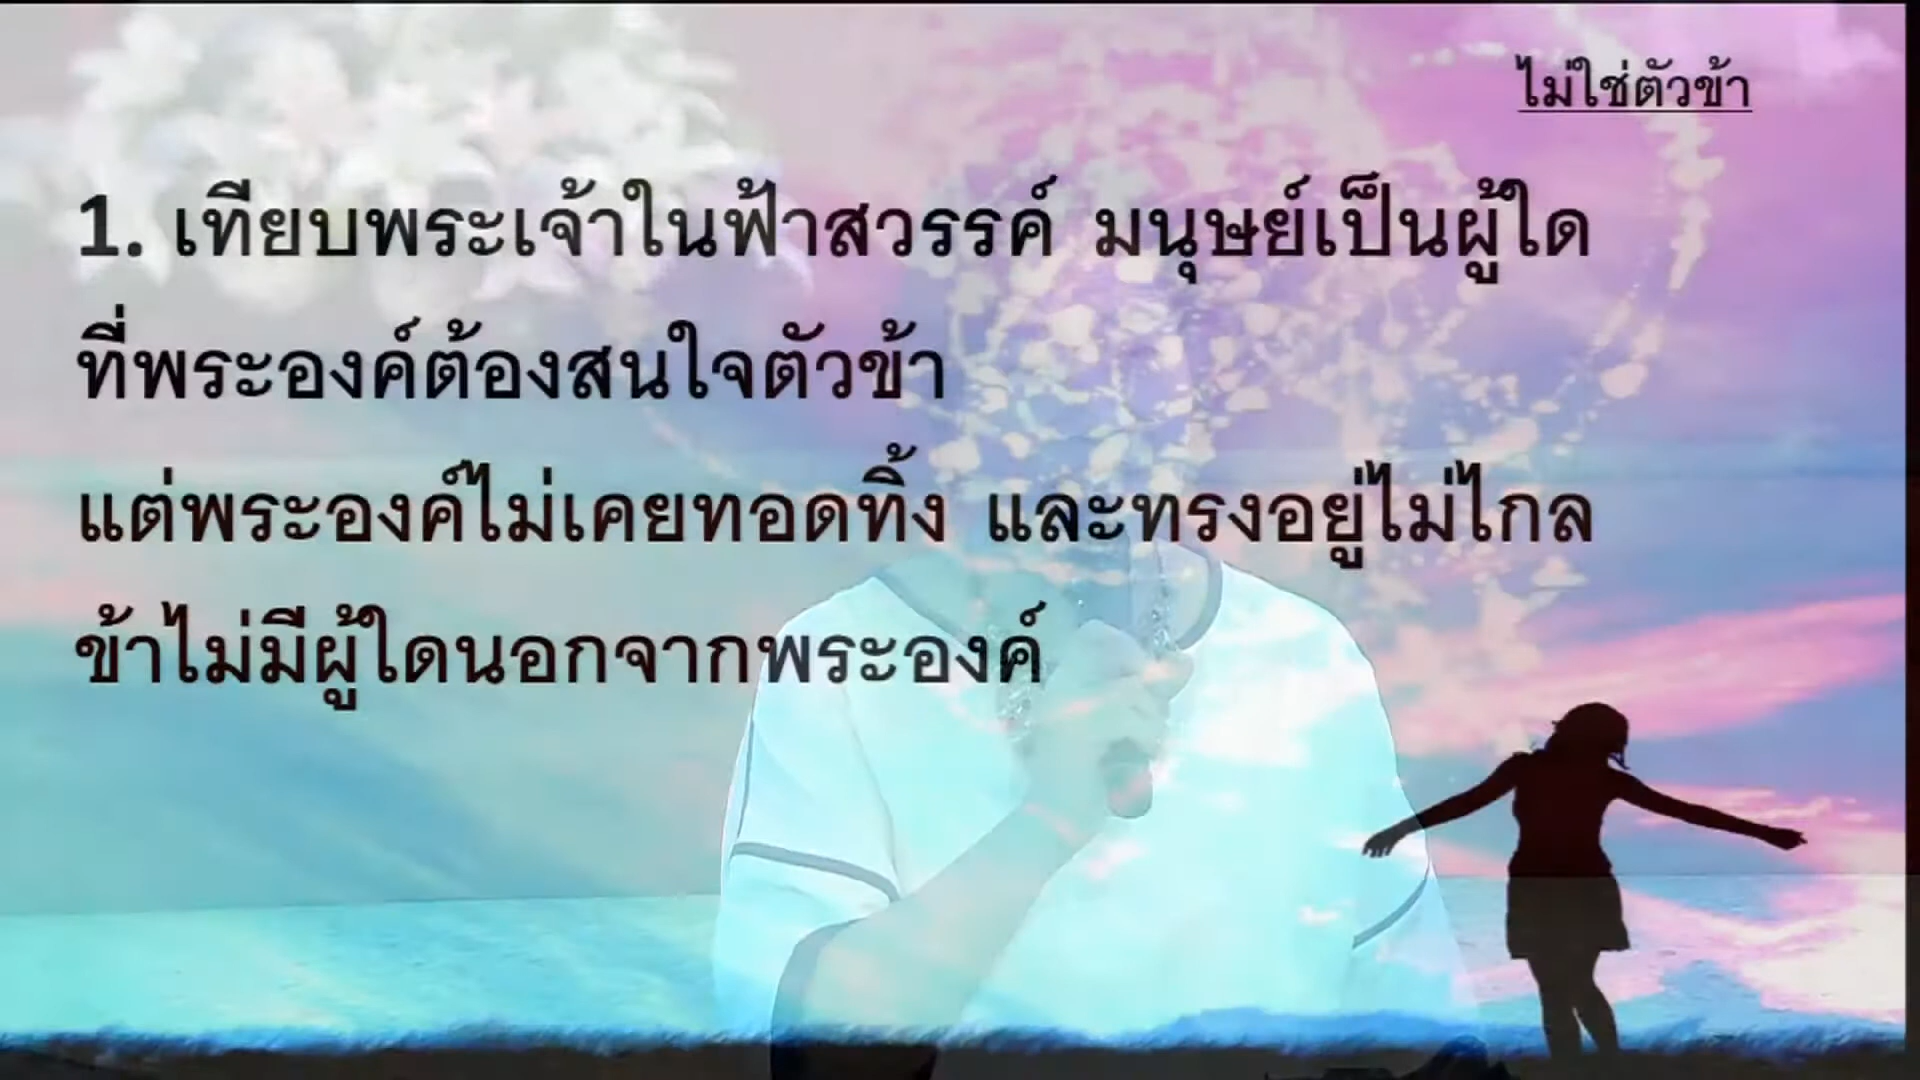 ไม่ใช่ตัวข้า
1. เทียบพระเจ้าในฟ้าสวรรค์ มนุษย์เป็นผู้ใด
ที่พระองค์ต้องสนใจตัวข้า
แต่พระองค์ไม่เคยทอดทิ้ง และทรงอยู่ไม่ไกล
ข้าไม่มีผู้ใดนอกจากพระองค์